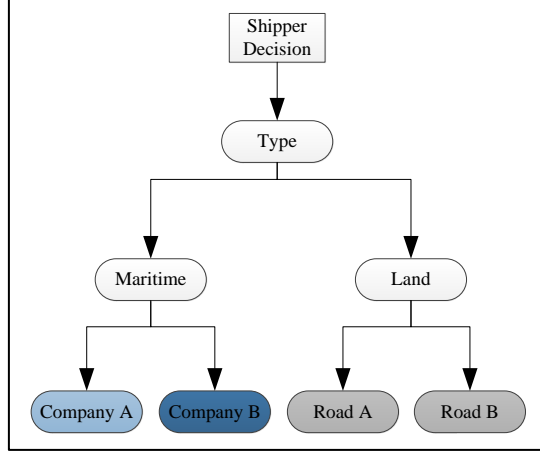 Shipper
Decision
Type
Maritime
Land
Company A
Company B
Road A
Road B